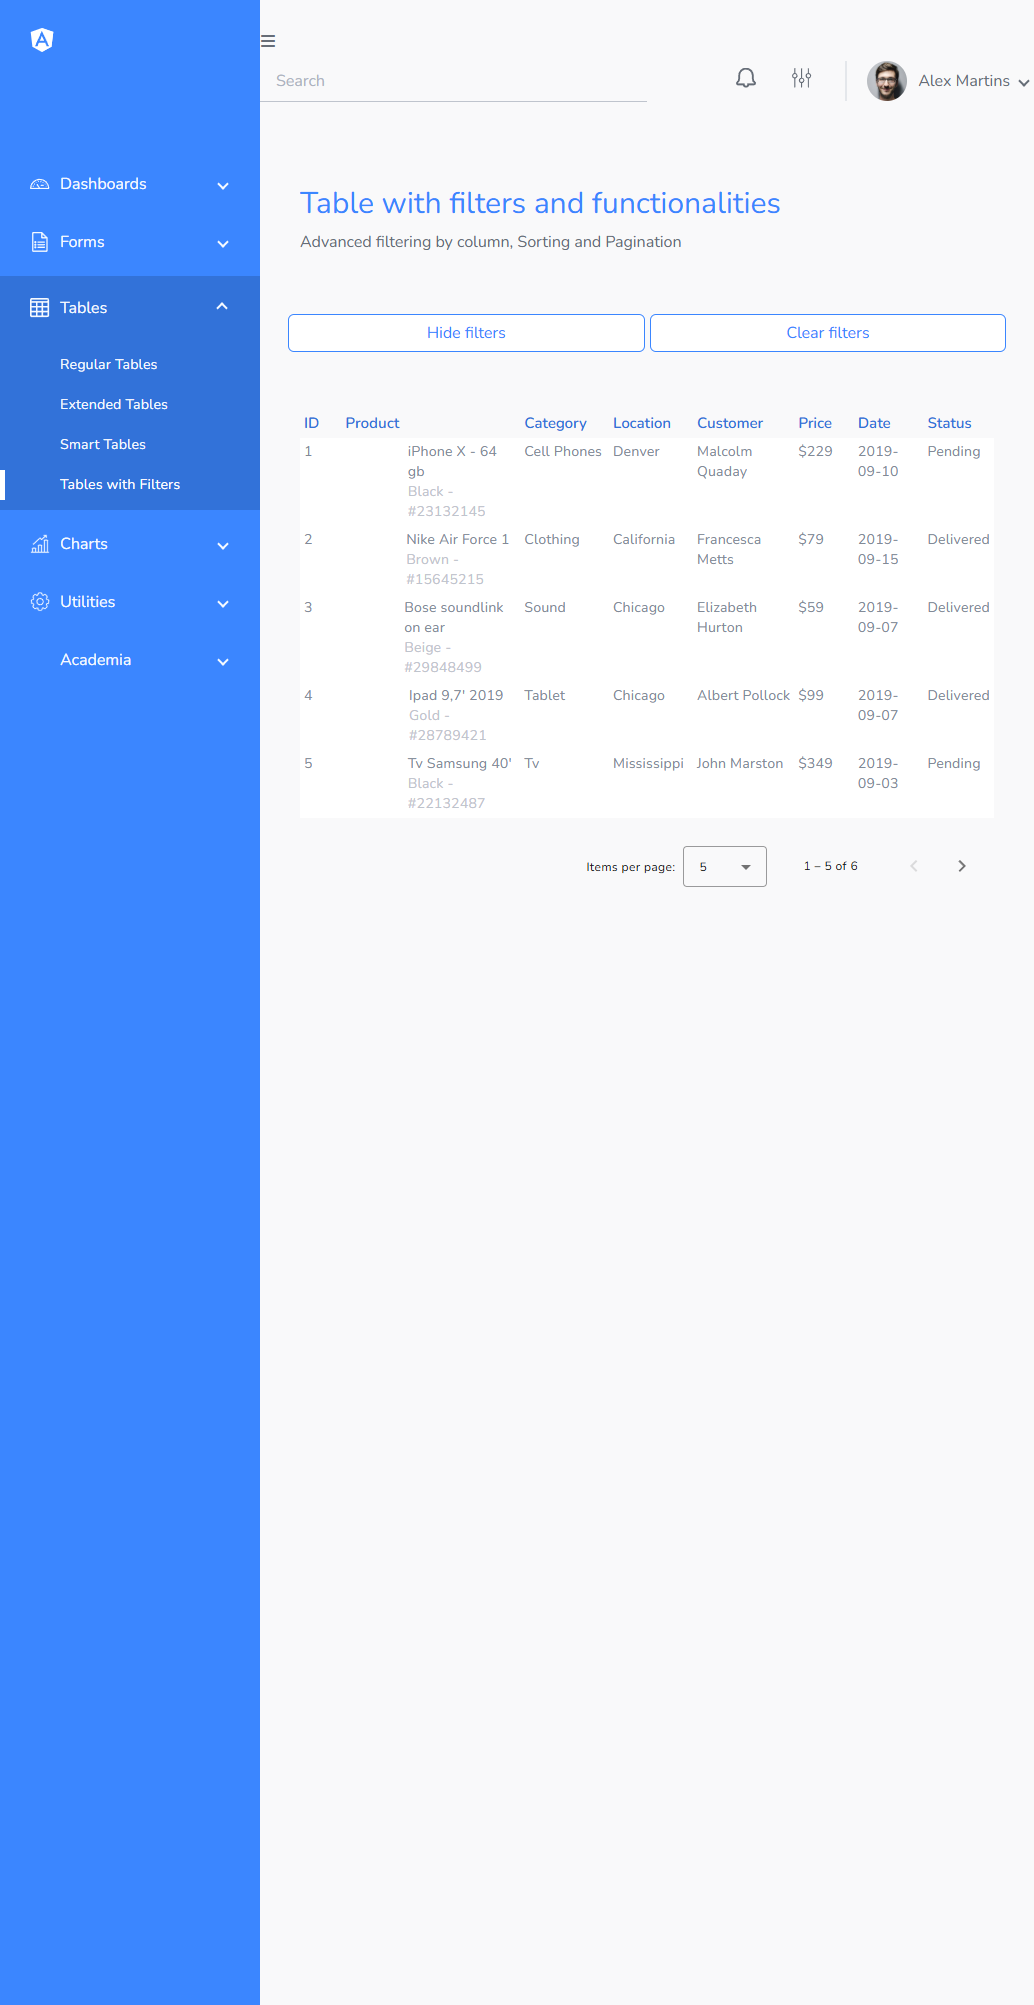 Search
Alex Martins
Dashboards
Forms
Tables
Regular Tables
Extended Tables
Smart Tables
Tables with Filters
Charts
Utilities
Academia
Table with filters and functionalities
Advanced filtering by column, Sorting and Pagination
Hide filters
Clear filters
ID Product Category Location Customer Price Date Status
1 iPhone X - 64 Cell Phones Denver Malcolm $229 2019- Pending
gb Quaday 09-10
Black -
#23132145
2 Nike Air Force 1 Clothing California Francesca $79 2019- Delivered
Brown - Metts 09-15
#15645215
3 Bose soundlink Sound Chicago Elizabeth $59 2019- Delivered
on ear Hurton 09-07
Beige -
#29848499
4 Ipad 9,7' 2019 Tablet Chicago Albert Pollock $99 2019- Delivered
Gold - 09-07
#28789421
5 Tv Samsung 40' Tv Mississippi John Marston $349 2019- Pending
Black - 09-03
#22132487
Items per page: 5 1 – 5 of 6